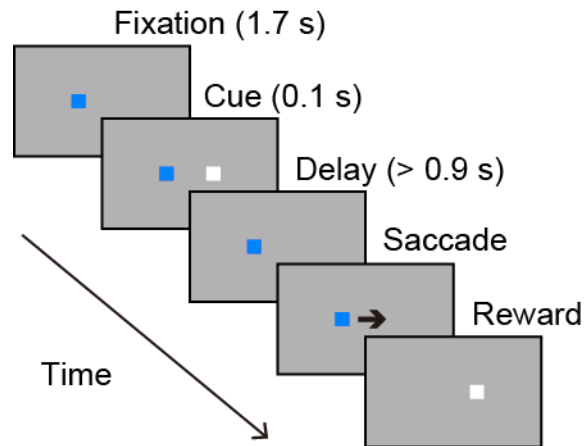 Fixation (1.7 s)
Cue (0.1 s)
Delay (> 0.9 s)
Saccade
Reward
Time